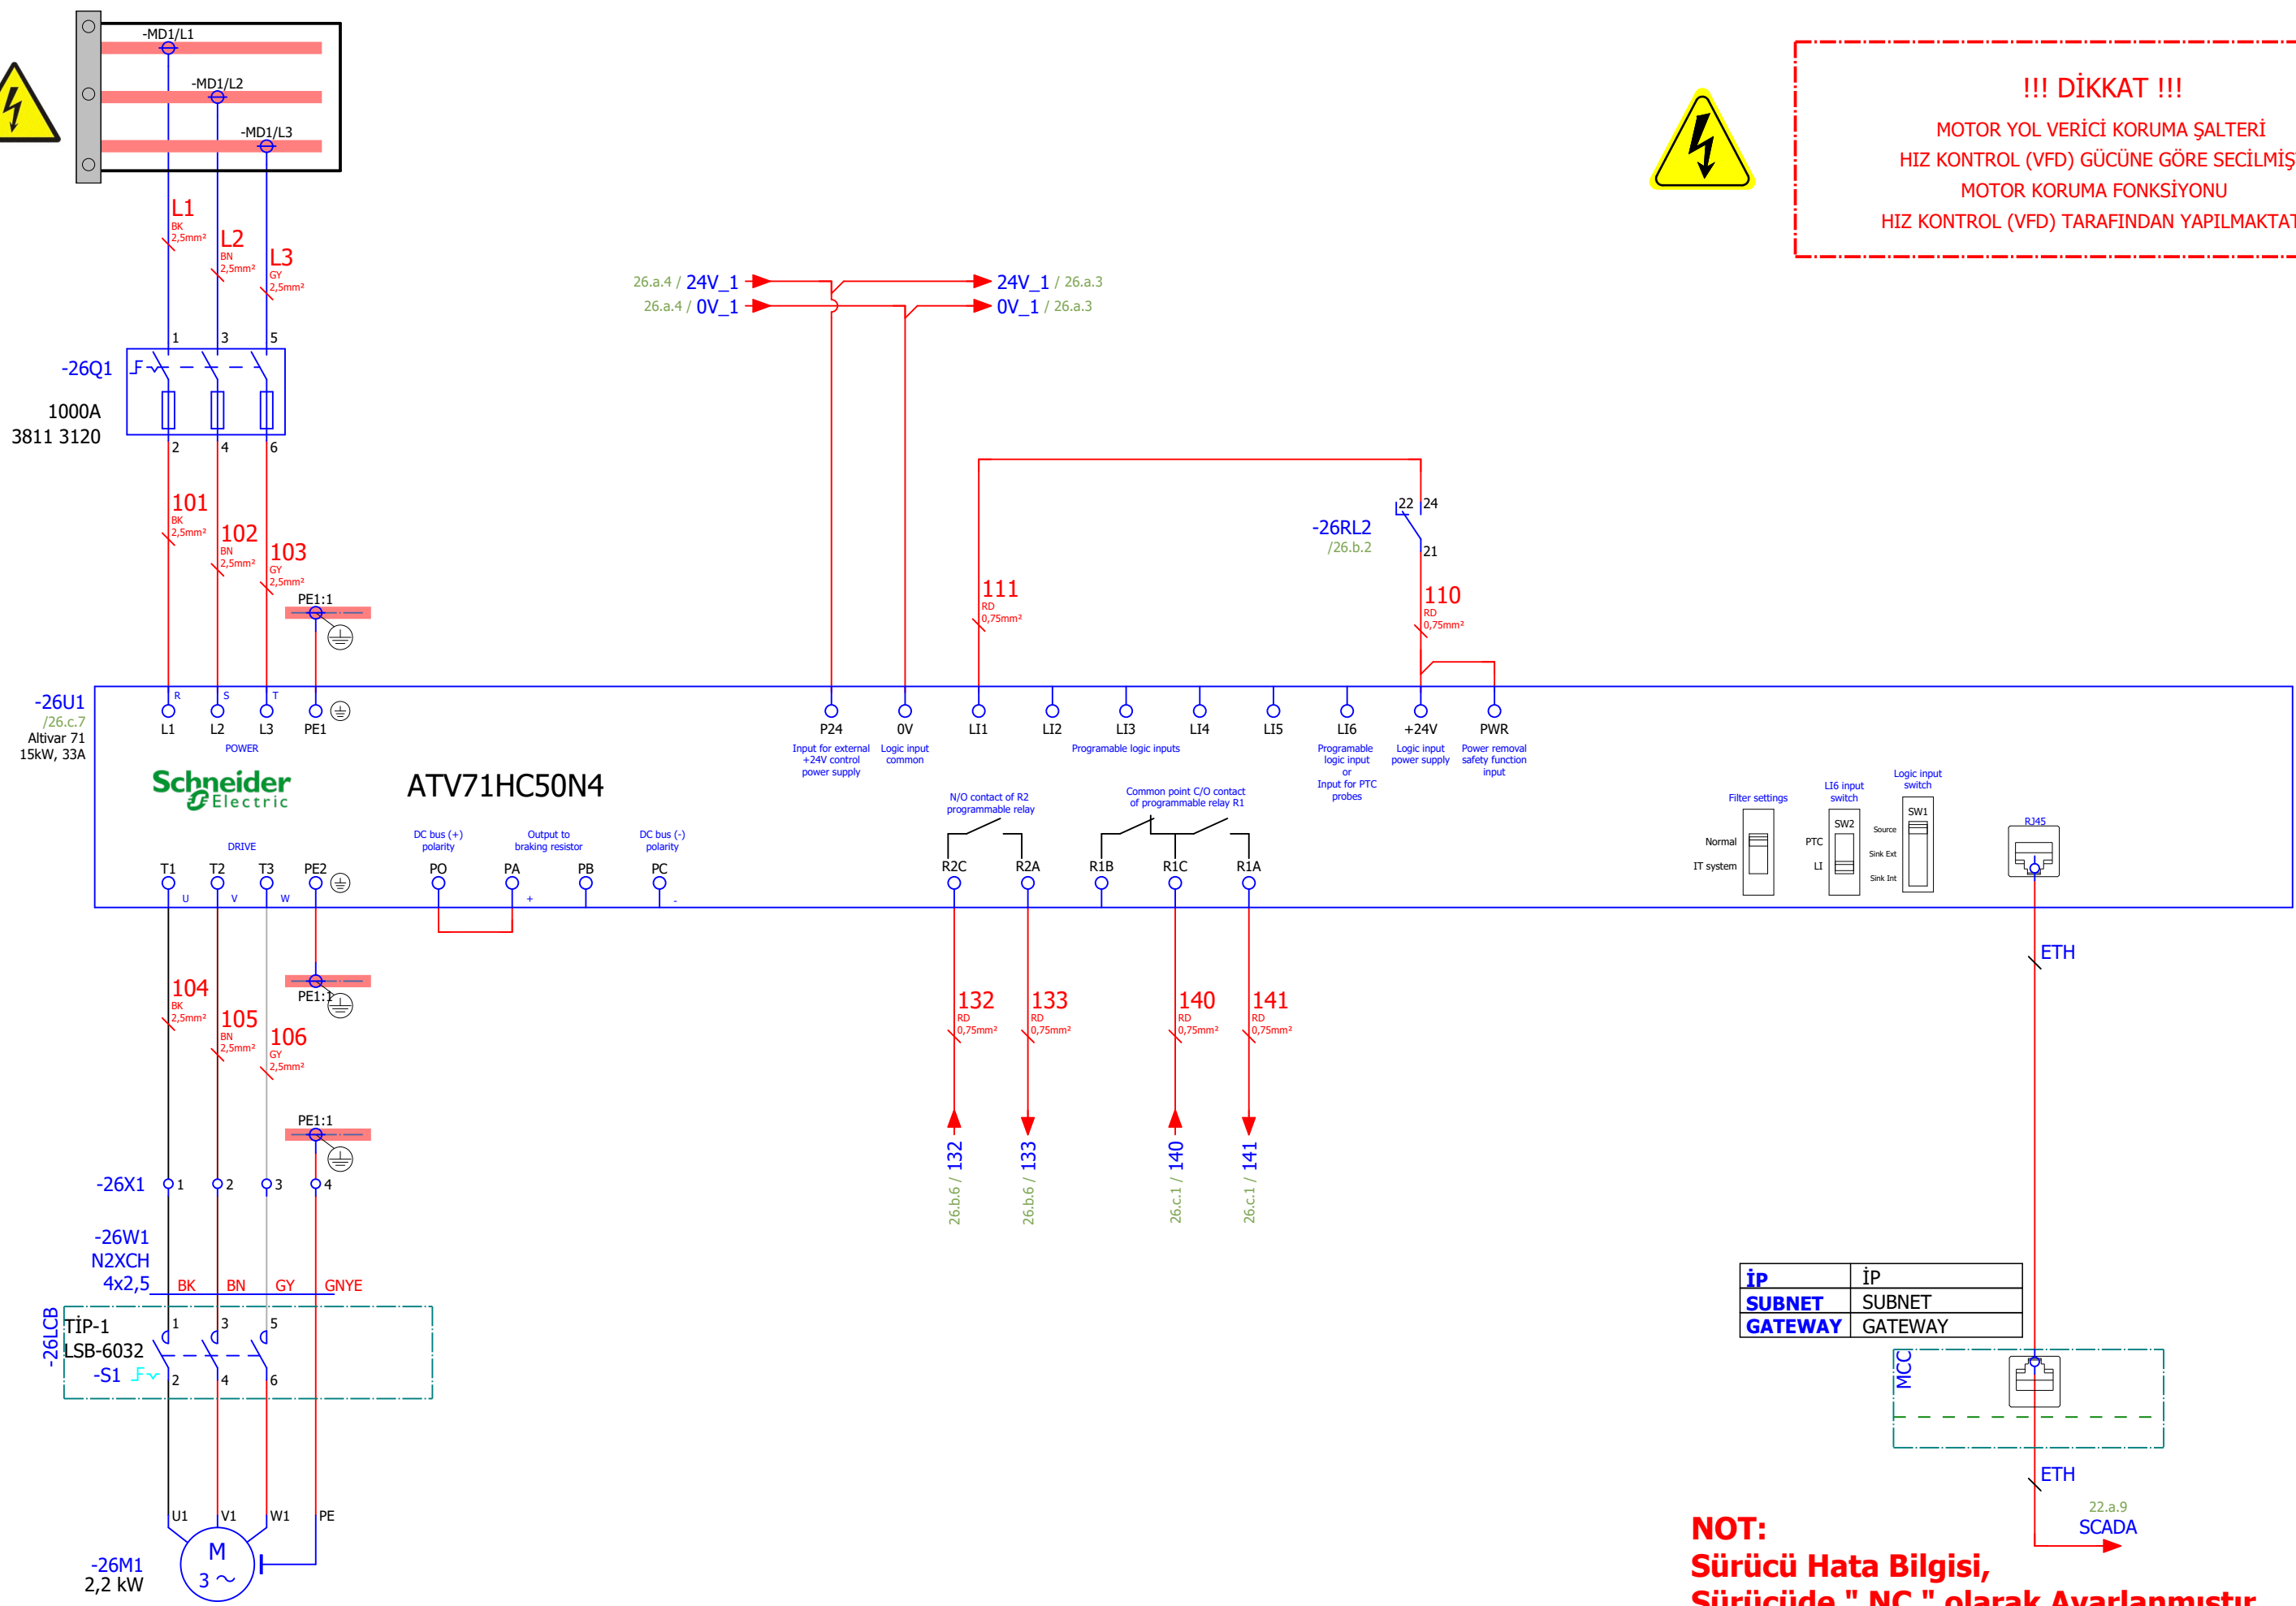 -MD1/L1
-MD1/L2
-MD1/L3
!!! DİKKAT !!!
MOTOR YOL VERİCİ KORUMA ŞALTERİ
HIZ KONTROL (VFD) GÜCÜNE GÖRE
MOTOR KORUMA FONKSİYONU
HIZ KONTROL (VFD) TARAFINDAN
L1
BK
2,5mm²
L2
BN
2,5mm²
L3
GY
2,5mm²
26.a.4 / 24V_1
24V_1 / 26.a.3
26.a.4 / 0V_1
0V_1 / 26.a.3
1 3 5
-26Q1
1000A
3811 3120
2 4 6
101
BK
2,5mm²
102
BN
2,5mm²
103
GY
2,5mm²
PE1:1
22 24
-26RL2
/26.b.2
21
111
RD
0,75mm²
110
RD
0,75mm²
-26U1
/26.c.7
Altivar 71
15kW, 33A
R S T
L1 L2 L3 PE1
POWER
P24 0V LI1 LI2 LI3 LI4 LI5 LI6 +24V PWR
Input for external
+24V control
power supply
Logic input
common
Programable logic inputs
Programable
logic input
or
Input for PTC
probes
Logic input
power supply
Power removal
safety function
input
Schneider
Electric
ATV71HC50N4
N/O contact of R2
programmable relay
Common point C/O contact
of programmable relay R1
Filter settings
Normal
IT system
LI6 input
switch
SW2
PTC
LI
Logic input
switch
SW1
Source
Sink Ext
Sink Int
RJ45
DRIVE
DC bus (+)
polarity
Output to
braking resistor
DC bus (-)
polarity
T1 T2 T3 PE2
PO PA PB PC
R2C R2A R1B R1C R1A
U V W
+ -
ETH
PE1:1
104
BK
2,5mm²
105
BN
2,5mm²
106
GY
2,5mm²
132
RD
0,75mm²
133
RD
0,75mm²
140
RD
0,75mm²
141
RD
0,75mm²
PE1:1
26.b.6 / 132
26.b.6 / 133
26.c.1 / 140
26.c.1 / 141
-26X1 1 2 3 4
-26W1
N2XCH
4x2,5
BK BN GY GNYE
-26LCB
TİP-1
LSB-6032
-S1
1 3 5
2 4 6
İP İP
SUBNET SUBNET
GATEWAY GATEWAY
MCC
ETH
22.a.9
SCADA
U1 V1 W1 PE
M
3 ~
-26M1
2,2 kW
NOT:
Sürücü Hata Bilgisi,
Sürücüde " NC " olarak Ayarlanmıştır